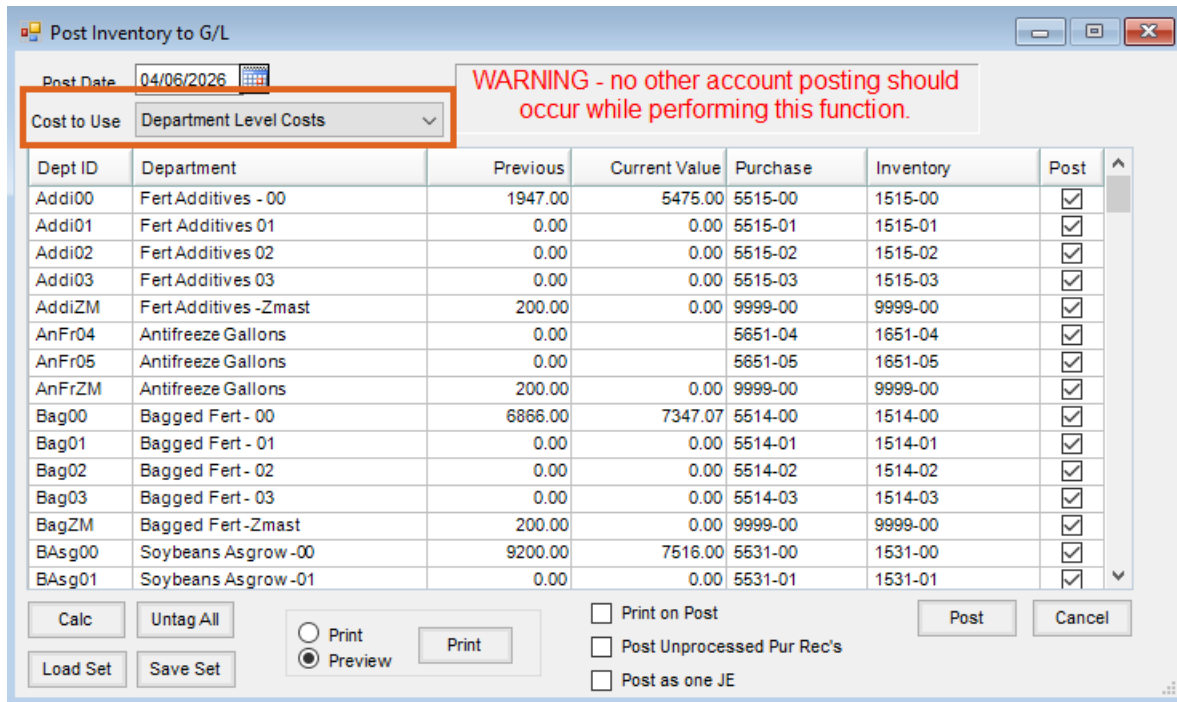 Post Inventory to G/L
Post Date 04/06/2026
WARNING - no other account posting should
occur while performing this function.
Cost to Use Department Level Costs
Dept ID Department Previous Current Value Purchase Inventory Post
Addi00 Fert Additives - 00 1947.00 5475.00 5515-00 1515-00
Addi01 Fert Additives 01 0.00 0.00 5515-01 1515-01
Addi02 Fert Additives 02 0.00 0.00 5515-02 1515-02
Addi03 Fert Additives 03 0.00 0.00 5515-03 1515-03
AddiZM Fert Additives -Zmast 200.00 0.00 9999-00 9999-00
AnFr04 Antifreeze Gallons 0.00 5651-04 1651-04
AnFr05 Antifreeze Gallons 0.00 5651-05 1651-05
AnFrZM Antifreeze Gallons 200.00 0.00 9999-00 9999-00
Bag00 Bagged Fert - 00 6866.00 7347.07 5514-00 1514-00
Bag01 Bagged Fert - 01 0.00 0.00 5514-01 1514-01
Bag02 Bagged Fert - 02 0.00 0.00 5514-02 1514-02
Bag03 Bagged Fert - 03 0.00 0.00 5514-03 1514-03
BagZM Bagged Fert -Zmast 200.00 0.00 9999-00 9999-00
BAsg00 Soybeans Asgrow -00 9200.00 7516.00 5531-00 1531-00
BAsg01 Soybeans Asgrow -01 0.00 0.00 5531-01 1531-01
Calc Untag All
Load Set Save Set
Print
Preview
Print
Print on Post
Post Unprocessed Pur Rec's
Post as one JE
Post Cancel